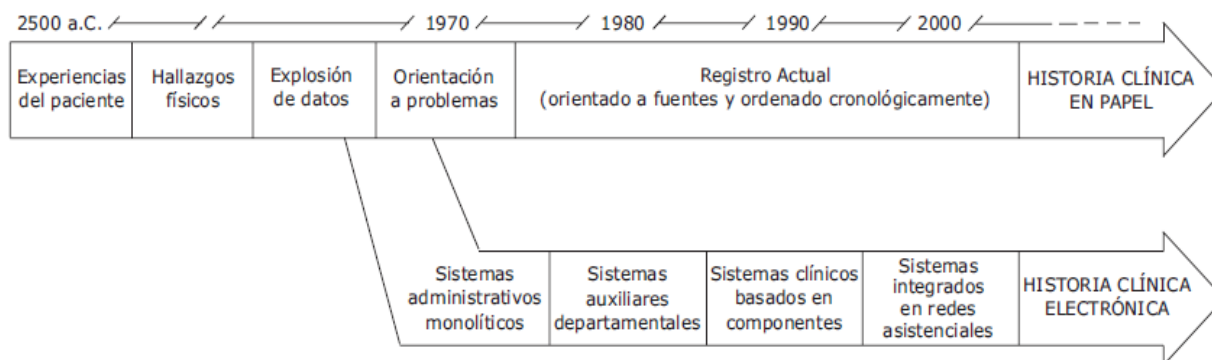 2500 a.C.
1970
1980
1990
2000
Experiencias
del paciente
Hallazgos
físicos
Explosión
de datos
Orientación
a problemas
Registro Actual
(orientado a fuentes y ordenado cronológicamente)
HISTORIA CLÍNICA
EN PAPEL
Sistemas
administrativos
monolíticos
Sistemas
auxiliares
departamentales
Sistemas clínicos
basados en
componentes
Sistemas
integrados
en redes
asistenciales
HISTORIA CLÍNICA
ELECTRÓNICA